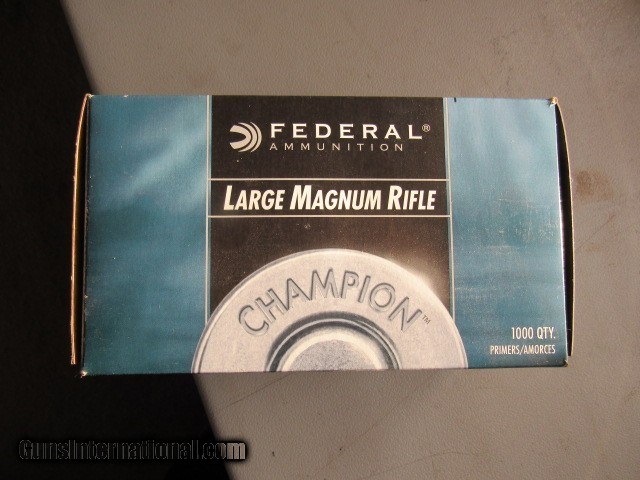 FEDERAL®
AMMUNITION
LARGE MAGNUM RIFLE
CHAMPION™
1000 QTY.
PRIMERS/AMORCES
GunsInternational.com